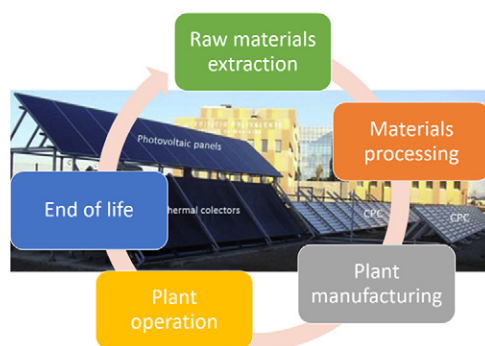 Raw materials
extraction
Photovoltaic panels
Materials
processing
End of life
hermal colectors
CPC
CPC
Plant
manufacturing
Plant
operation